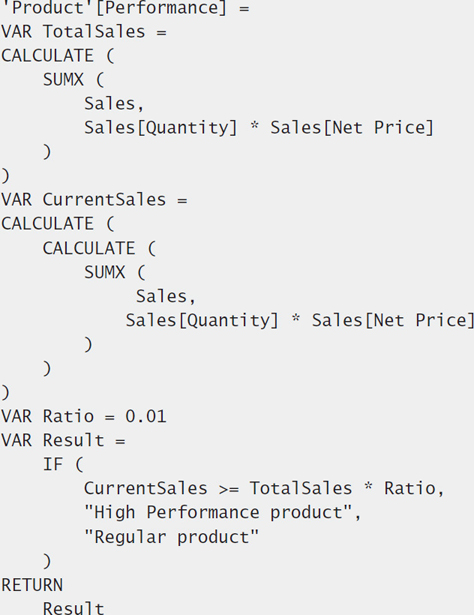 'Product'[Performance] =
VAR TotalSales =
CALCULATE (
    SUMX (
        Sales,
        Sales[Quantity] * Sales[Net Price]
    )
)
VAR CurrentSales =
CALCULATE (
    CALCULATE (
        SUMX (
             Sales,
            Sales[Quantity] * Sales[Net Price]
        )
    )
)
VAR Ratio = 0.01
VAR Result =
    IF (
        CurrentSales >= TotalSales * Ratio,
        "High Performance product",
        "Regular product"
    )
RETURN
    Result